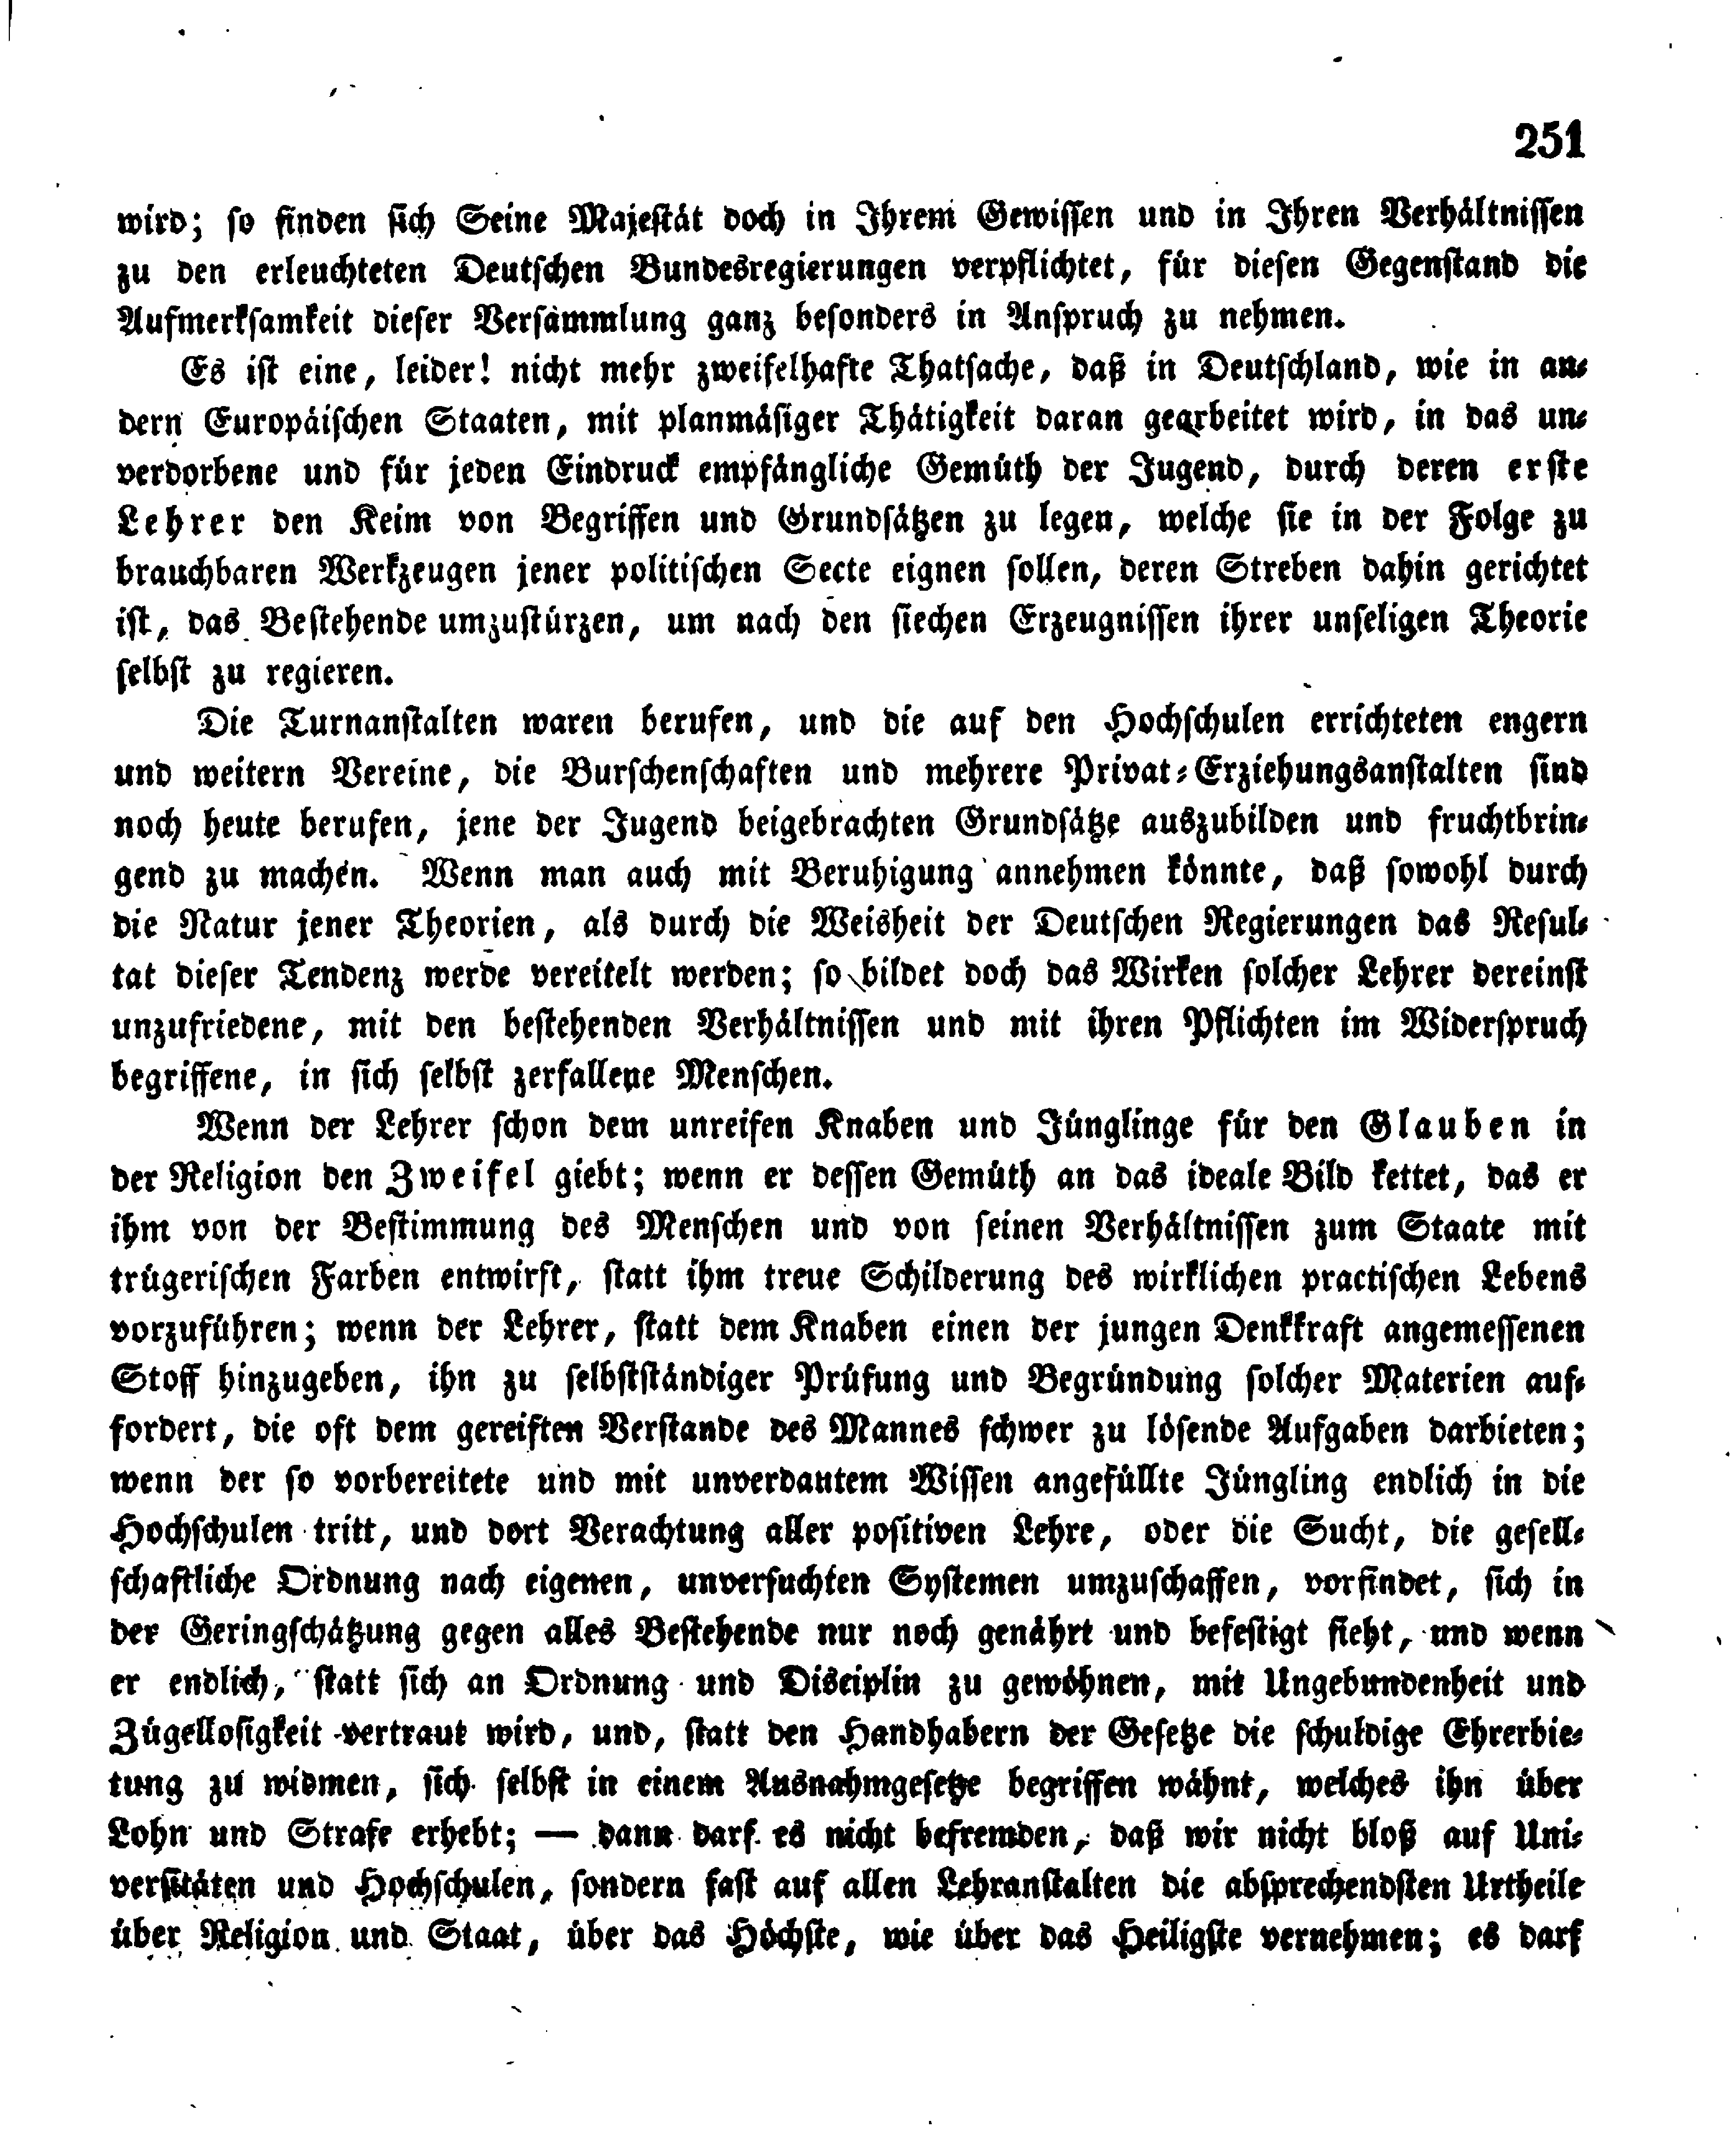 251
wird; so finden sich Seine Majestät doch in Ihrem Gewissen und in Ihren Verhältnissen
zu den erleuchteten Deutschen Bundesregierungen verpflichtet, für diesen Gegenstand die
Aufmerksamkeit dieser Versammlung ganz besonders in Anspruch zu nehmen.
Es ist eine, leider! nicht mehr zweifelhafte Thatsache, daß in Deutschland, wie in an-
dern Europäischen Staaten, mit planmäsiger Thätigkeit daran gearbeitet wird, in das un-
verdorbene und für jeden Eindruck empfängliche Gemüth der Jugend, durch deren erste
Lehrer den Keim von Begriffen und Grundsätzen zu legen, welche sie in der Folge zu
brauchbaren Werkzeugen jener politischen Secte eignen sollen, deren Streben dahin gerichtet
ist, das Bestehende umzustürzen, um nach den siechen Erzeugnissen ihrer unseligen Theorie
selbst zu regieren.
Die Turnanstalten waren berufen, und die auf den Hochschulen errichteten engern
und weitern Vereine, die Burschenschaften und mehrere Privat-Erziehungsanstalten sind
noch heute berufen, jene der Jugend beigebrachten Grundsätze auszubilden und fruchtbrin-
gend zu machen. Wenn man auch mit Beruhigung annehmen könnte, daß sowohl durch
die Natur jener Theorien, als durch die Weisheit der Deutschen Regierungen das Resul-
tat dieser Tendenz werde vereitelt werden; so bildet doch das Wirken solcher Lehrer dereinst
unzufriedene, mit den bestehenden Verhältnissen und mit ihren Pflichten im Widerspruch
begriffene, in sich selbst zerfallene Menschen.
Wenn der Lehrer schon dem unreifen Knaben und Jünglinge für den Glauben in
der Religion den Zweifel giebt; wenn er dessen Gemüth an das ideale Bild kettet, das er
ihm von der Bestimmung des Menschen und von seinen Verhältnissen zum Staate mit
trügerischen Farben entwirft, statt ihm treue Schilderung des wirklichen practischen Lebens
vorzuführen; wenn der Lehrer, statt dem Knaben einen der jungen Denkkraft angemessenen
Stoff hinzugeben, ihn zu selbstständiger Prüfung und Begründung solcher Materien auf-
fordert, die oft dem gereiften Verstande des Mannes schwer zu lösende Aufgaben darbieten;
wenn der so vorbereitete und mit unverdautem Wissen angefüllte Jüngling endlich in die
Hochschulen tritt, und dort Verachtung aller positiven Lehre, oder die Sucht, die gesell-
schaftliche Ordnung nach eigenen, unversuchten Systemen umzuschaffen, vorfindet, sich in
der Geringschätzung gegen alles Bestehende nur noch genährt und befestigt sieht, und wenn
er endlich, statt sich an Ordnung und Disciplin zu gewöhnen, mit Ungebundenheit und
Zügellosigkeit vertraut wird, und, statt den Handhabern der Gesetze die schuldige Ehrerbie-
tung zu widmen, sich selbst in einem Ausnahmgesetze begriffen wähnt, welches ihn über
Lohn und Strafe erhebt; — dann darf es nicht befremden, daß wir nicht bloß auf Uni-
versitäten und Hochschulen, sondern fast auf allen Lehranstalten die absprechendsten Urtheile
über Religion und Staat, über das Höchste, wie über das Heiligste vernehmen; es darf